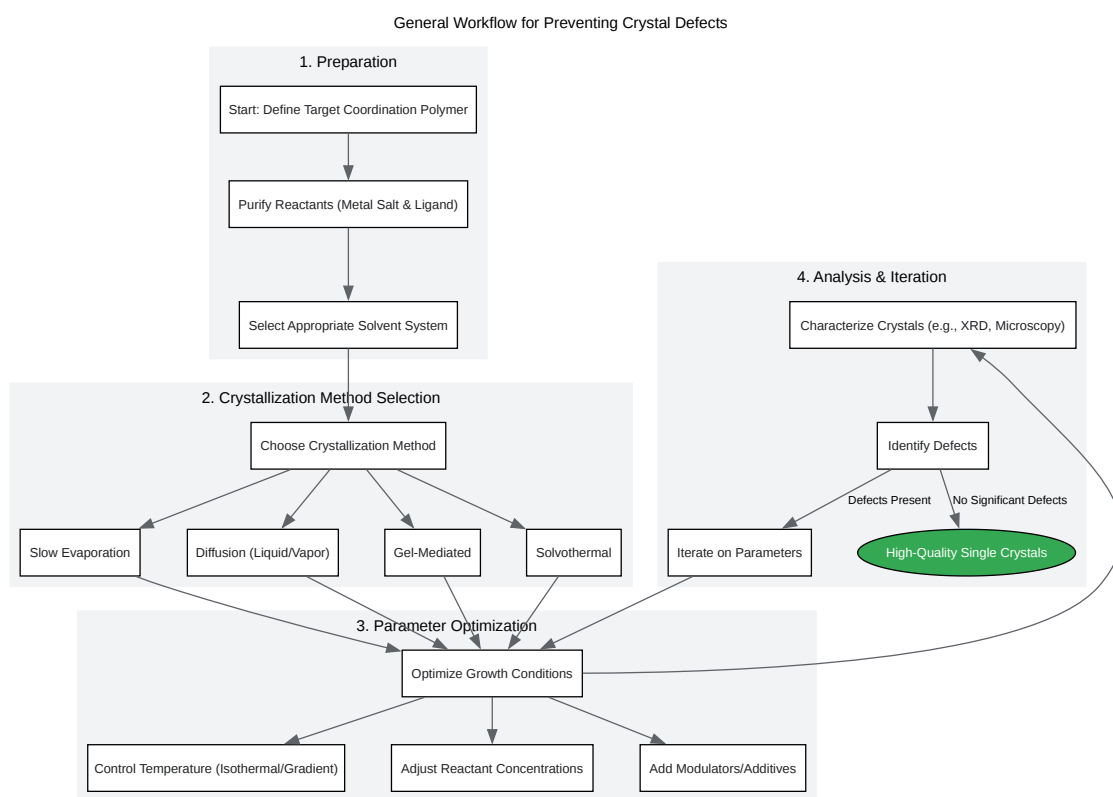 General Workflow for Preventing Crystal Defects
1. Preparation
Start: Define Target Coordination Polymer
Purify Reactants (Metal Salt & Ligand)
Select Appropriate Solvent System
2. Crystallization Method Selection
Choose Crystallization Method
Slow Evaporation
Diffusion (Liquid/Vapor)
Gel-Mediated
Solvothermal
3. Parameter Optimization
Optimize Growth Conditions
Control Temperature (Isothermal/Gradient)
Adjust Reactant Concentrations
Add Modulators/Additives
4. Analysis & Iteration
Characterize Crystals (e.g., XRD, Microscopy)
Identify Defects
Defects Present
No Significant Defects
Iterate on Parameters
High-Quality Single Crystals